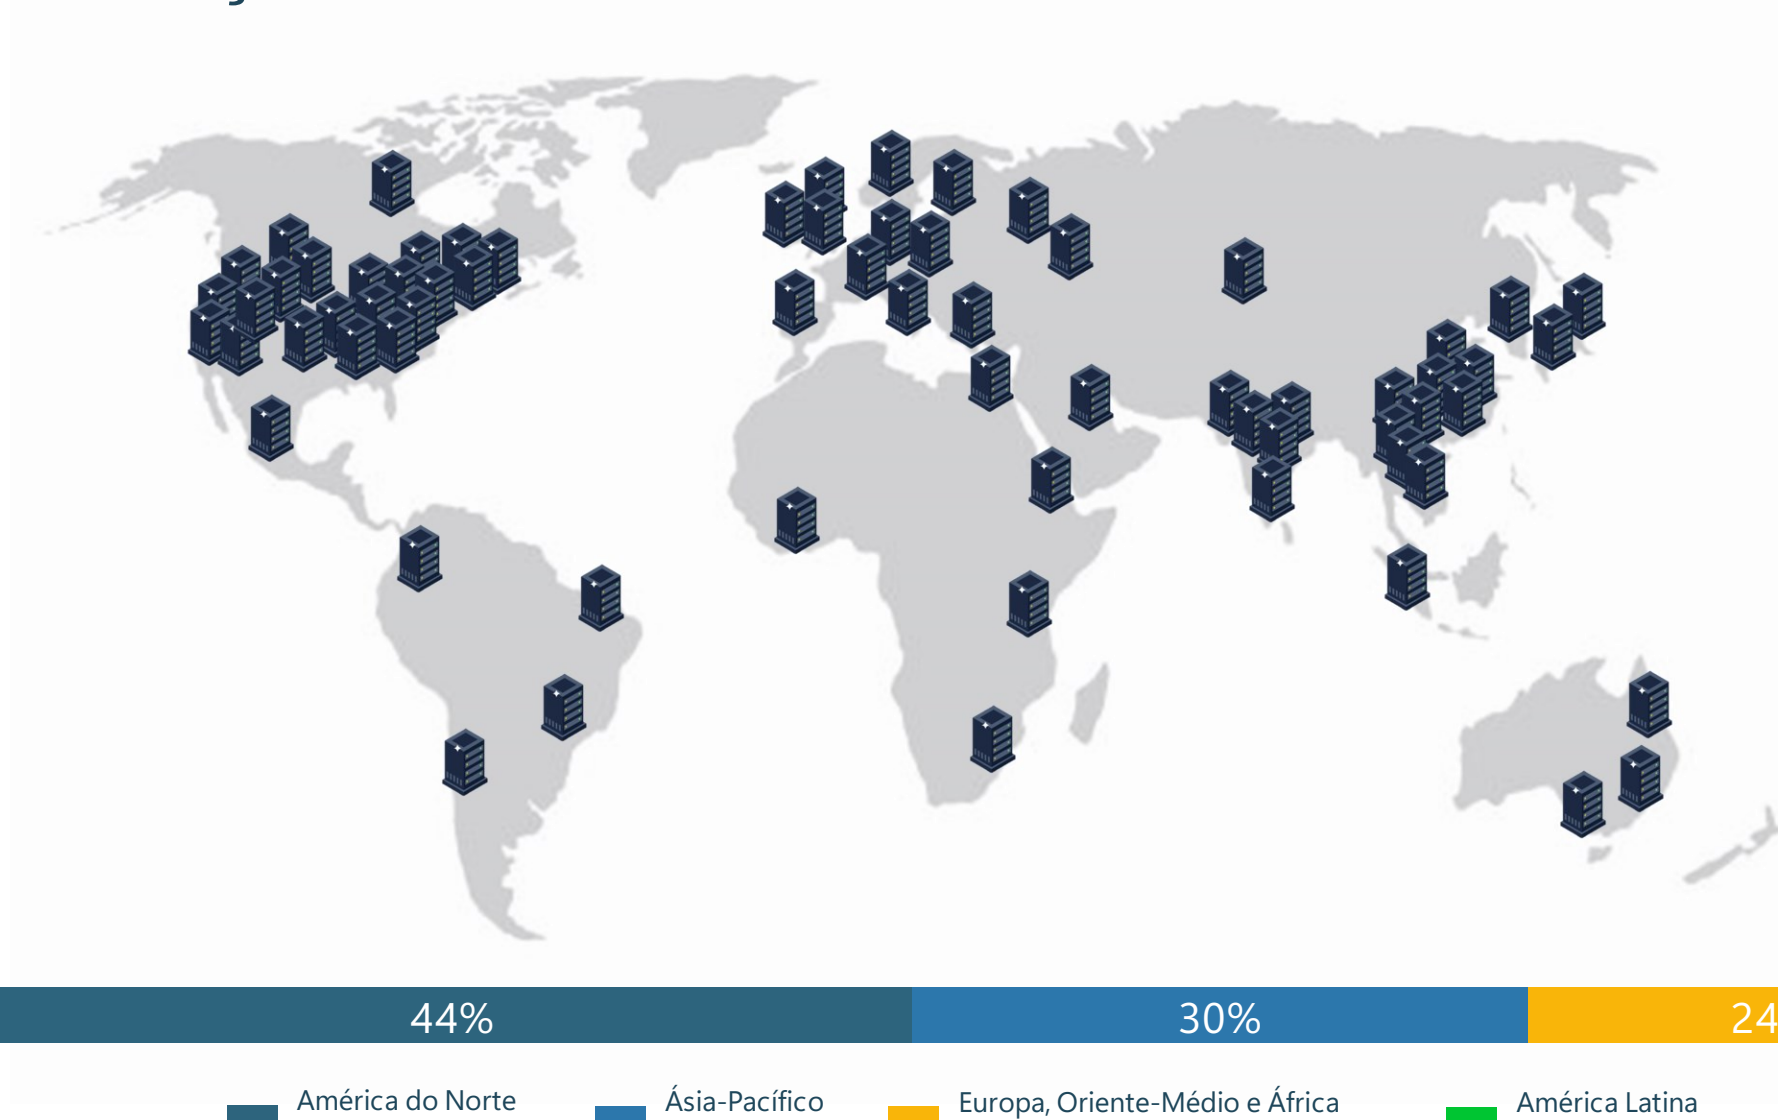 44%
30%
24
América do Norte
Ásia-Pacífico
Europa, Oriente-Médio e África
América Latina